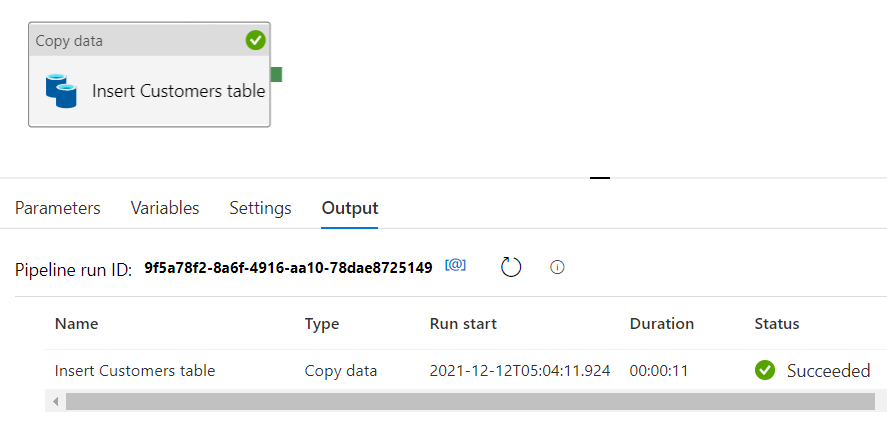 Copy data
Insert Customers table
Parameters Variables Settings Output
Pipeline run ID: 9f5a78f2-8a6f-4916-aa10-78dae8725149 [@]
Name Type Run start Duration Status
Insert Customers table Copy data 2021-12-12T05:04:11.924 00:00:11 Succeeded